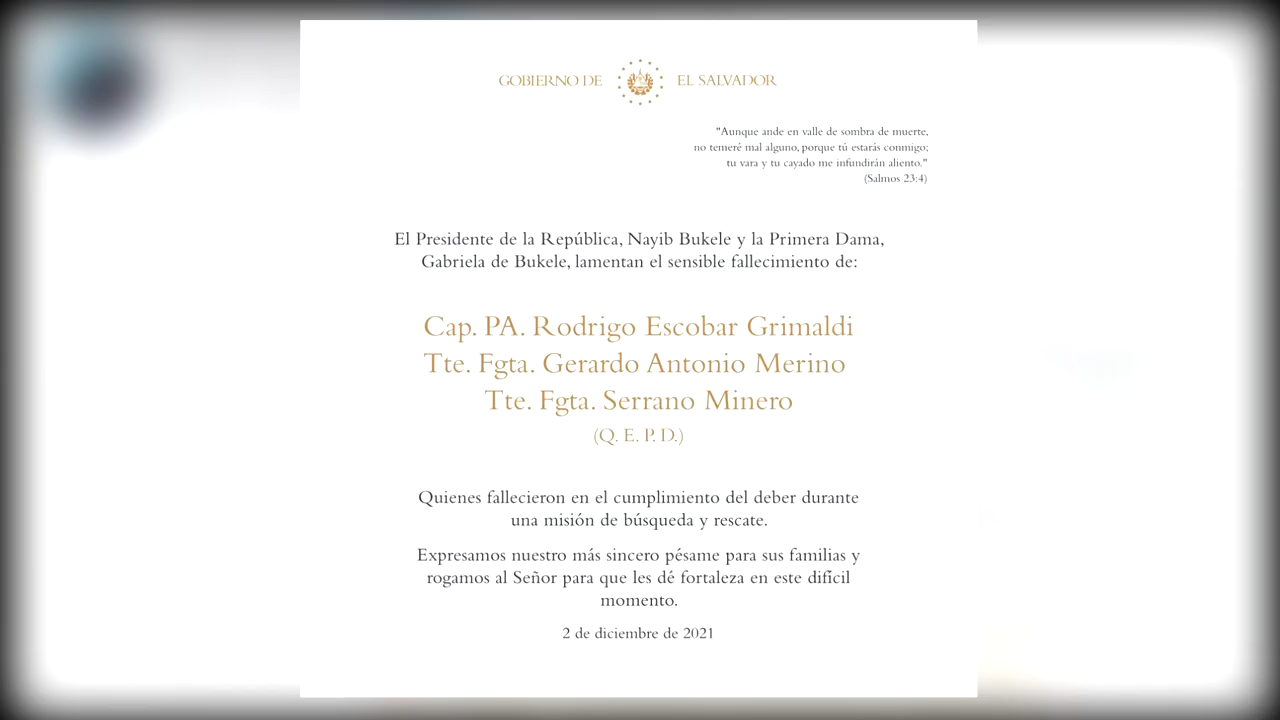 GOBIERNO DE EL SALVADOR
"Aunque ande en valle de sombra de muerte,
no temeré mal alguno, porque tú estarás conmigo;
tu vara y tu cayado me infundirán aliento."
(Salmos 23:4)
El Presidente de la República, Nayib Bukele y la Primera Dama,
Gabriela de Bukele, lamentan el sensible fallecimiento de:
Cap. PA. Rodrigo Escobar Grimaldi
Tte. Fgta. Gerardo Antonio Merino
Tte. Fgta. Serrano Minero
(Q. E. P. D.)
Quienes fallecieron en el cumplimiento del deber durante
una misión de búsqueda y rescate.
Expresamos nuestro más sincero pésame para sus familias y
rogamos al Señor para que les dé fortaleza en este difícil
momento.
2 de diciembre de 2021